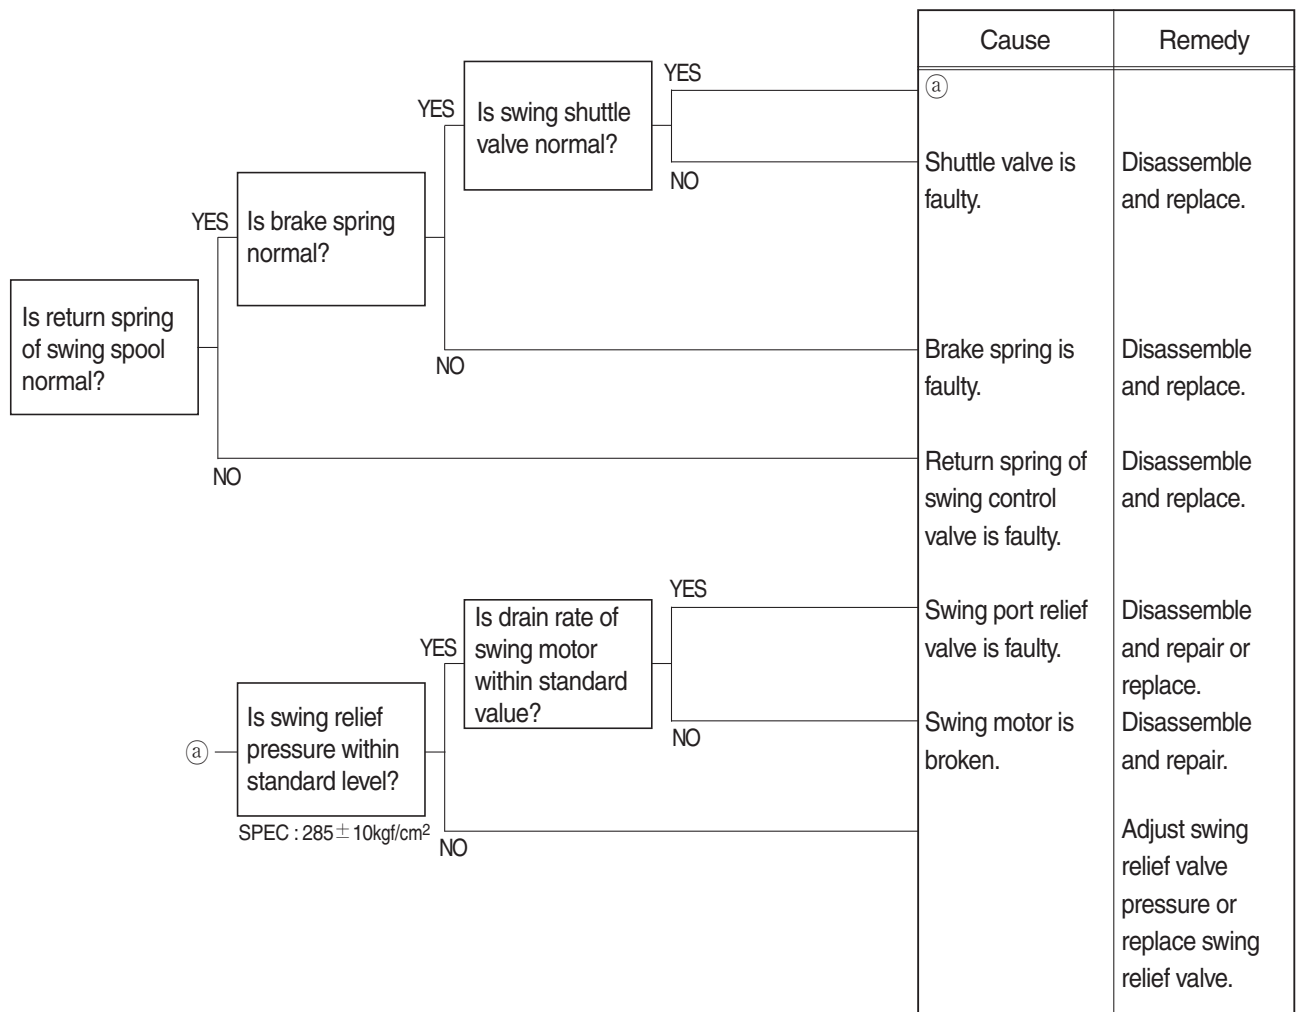 Cause
Remedy
YES
ⓐ
YES
Is swing shuttle
valve normal?
NO
Shuttle valve is
faulty.
Disassemble
and replace.
YES
Is brake spring
normal?
Is return spring
of swing spool
normal?
NO
Brake spring is
faulty.
Disassemble
and replace.
NO
Return spring of
swing control
valve is faulty.
Disassemble
and replace.
YES
Is drain rate of
swing motor
within standard
value?
YES
Swing port relief
valve is faulty.
Disassemble
and repair or
replace.
NO
Swing motor is
broken.
Disassemble
and repair.
ⓐ
Is swing relief
pressure within
standard level?
SPEC : 285±10kgf/cm²
NO
Adjust swing
relief valve
pressure or
replace swing
relief valve.